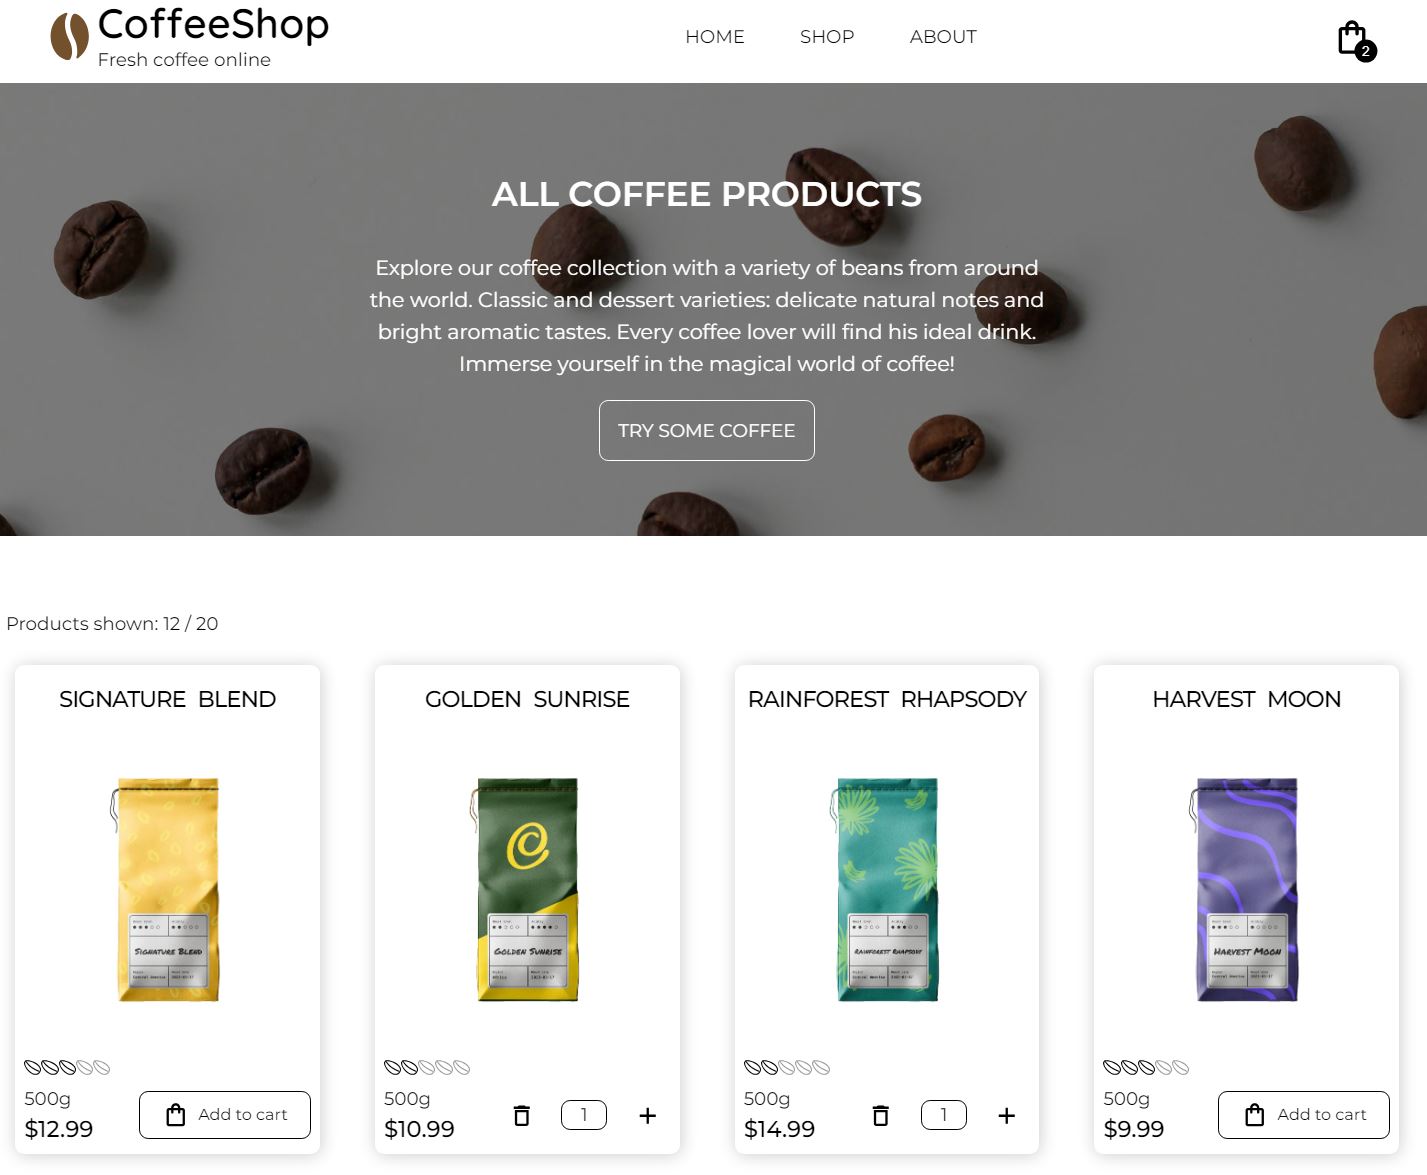 CoffeeShop
Fresh coffee online
HOME SHOP ABOUT
2
ALL COFFEE PRODUCTS
Explore our coffee collection with a variety of beans from around
the world. Classic and dessert varieties: delicate natural notes and
bright aromatic tastes. Every coffee lover will find his ideal drink.
Immerse yourself in the magical world of coffee!
TRY SOME COFFEE
Products shown: 12 / 20
SIGNATURE BLEND
Signature Blend
500g
$12.99
Add to cart
GOLDEN SUNRISE
Golden Sunrise
500g
$10.99
1
+
RAINFOREST RHAPSODY
Rainforest Rhapsody
500g
$14.99
1
+
HARVEST MOON
Harvest Moon
500g
$9.99
Add to cart